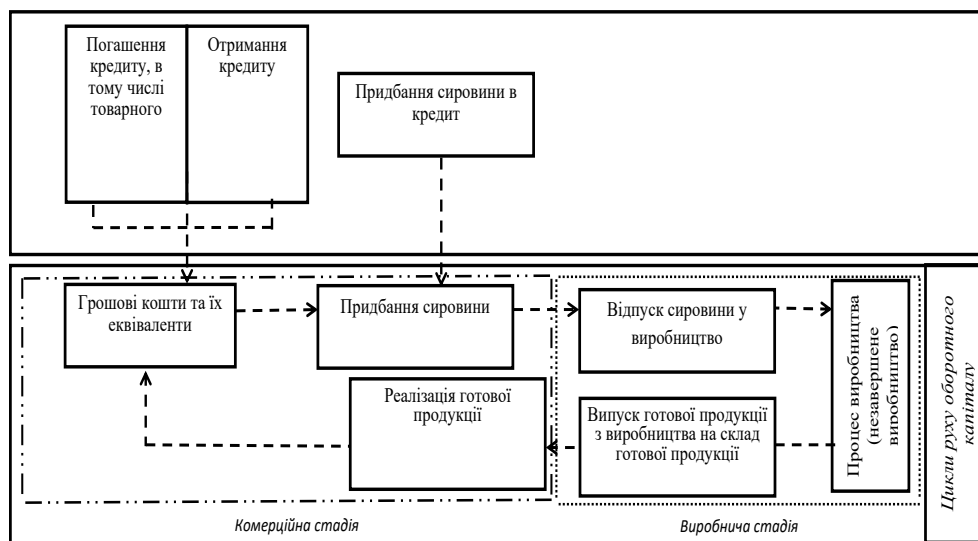 Погашення
кредиту, в
тому числі
товарного
Отримання
кредиту
Придбання сировини в
кредит
Грошові кошти та їх
еквіваленти
Придбання сировини
Відпуск сировини у
виробництво
Процес виробництва
(незавершене
виробництво)
Реалізація готової
продукції
Випуск готової продукції
з виробництва на склад
готової продукції
Цикли руху оборотного
капіталу
Комерційна стадія
Виробнича стадія